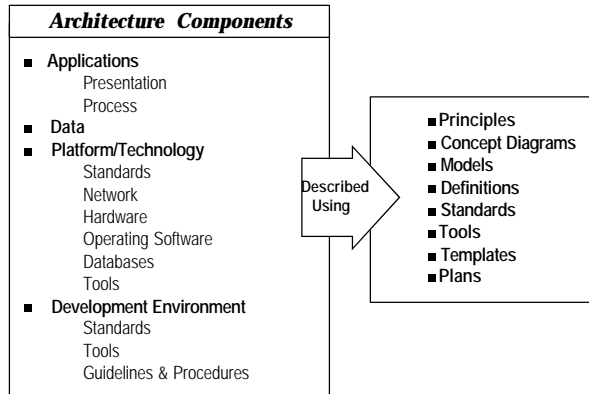 Architecture Components
■ Applications
Presentation
Process
■ Data
■ Platform/Technology
Standards
Network
Hardware
Operating Software
Databases
Tools
■ Development Environment
Standards
Tools
Guidelines & Procedures
Described
Using
■ Principles
■ Concept Diagrams
■ Models
■ Definitions
■ Standards
■ Tools
■ Templates
■ Plans